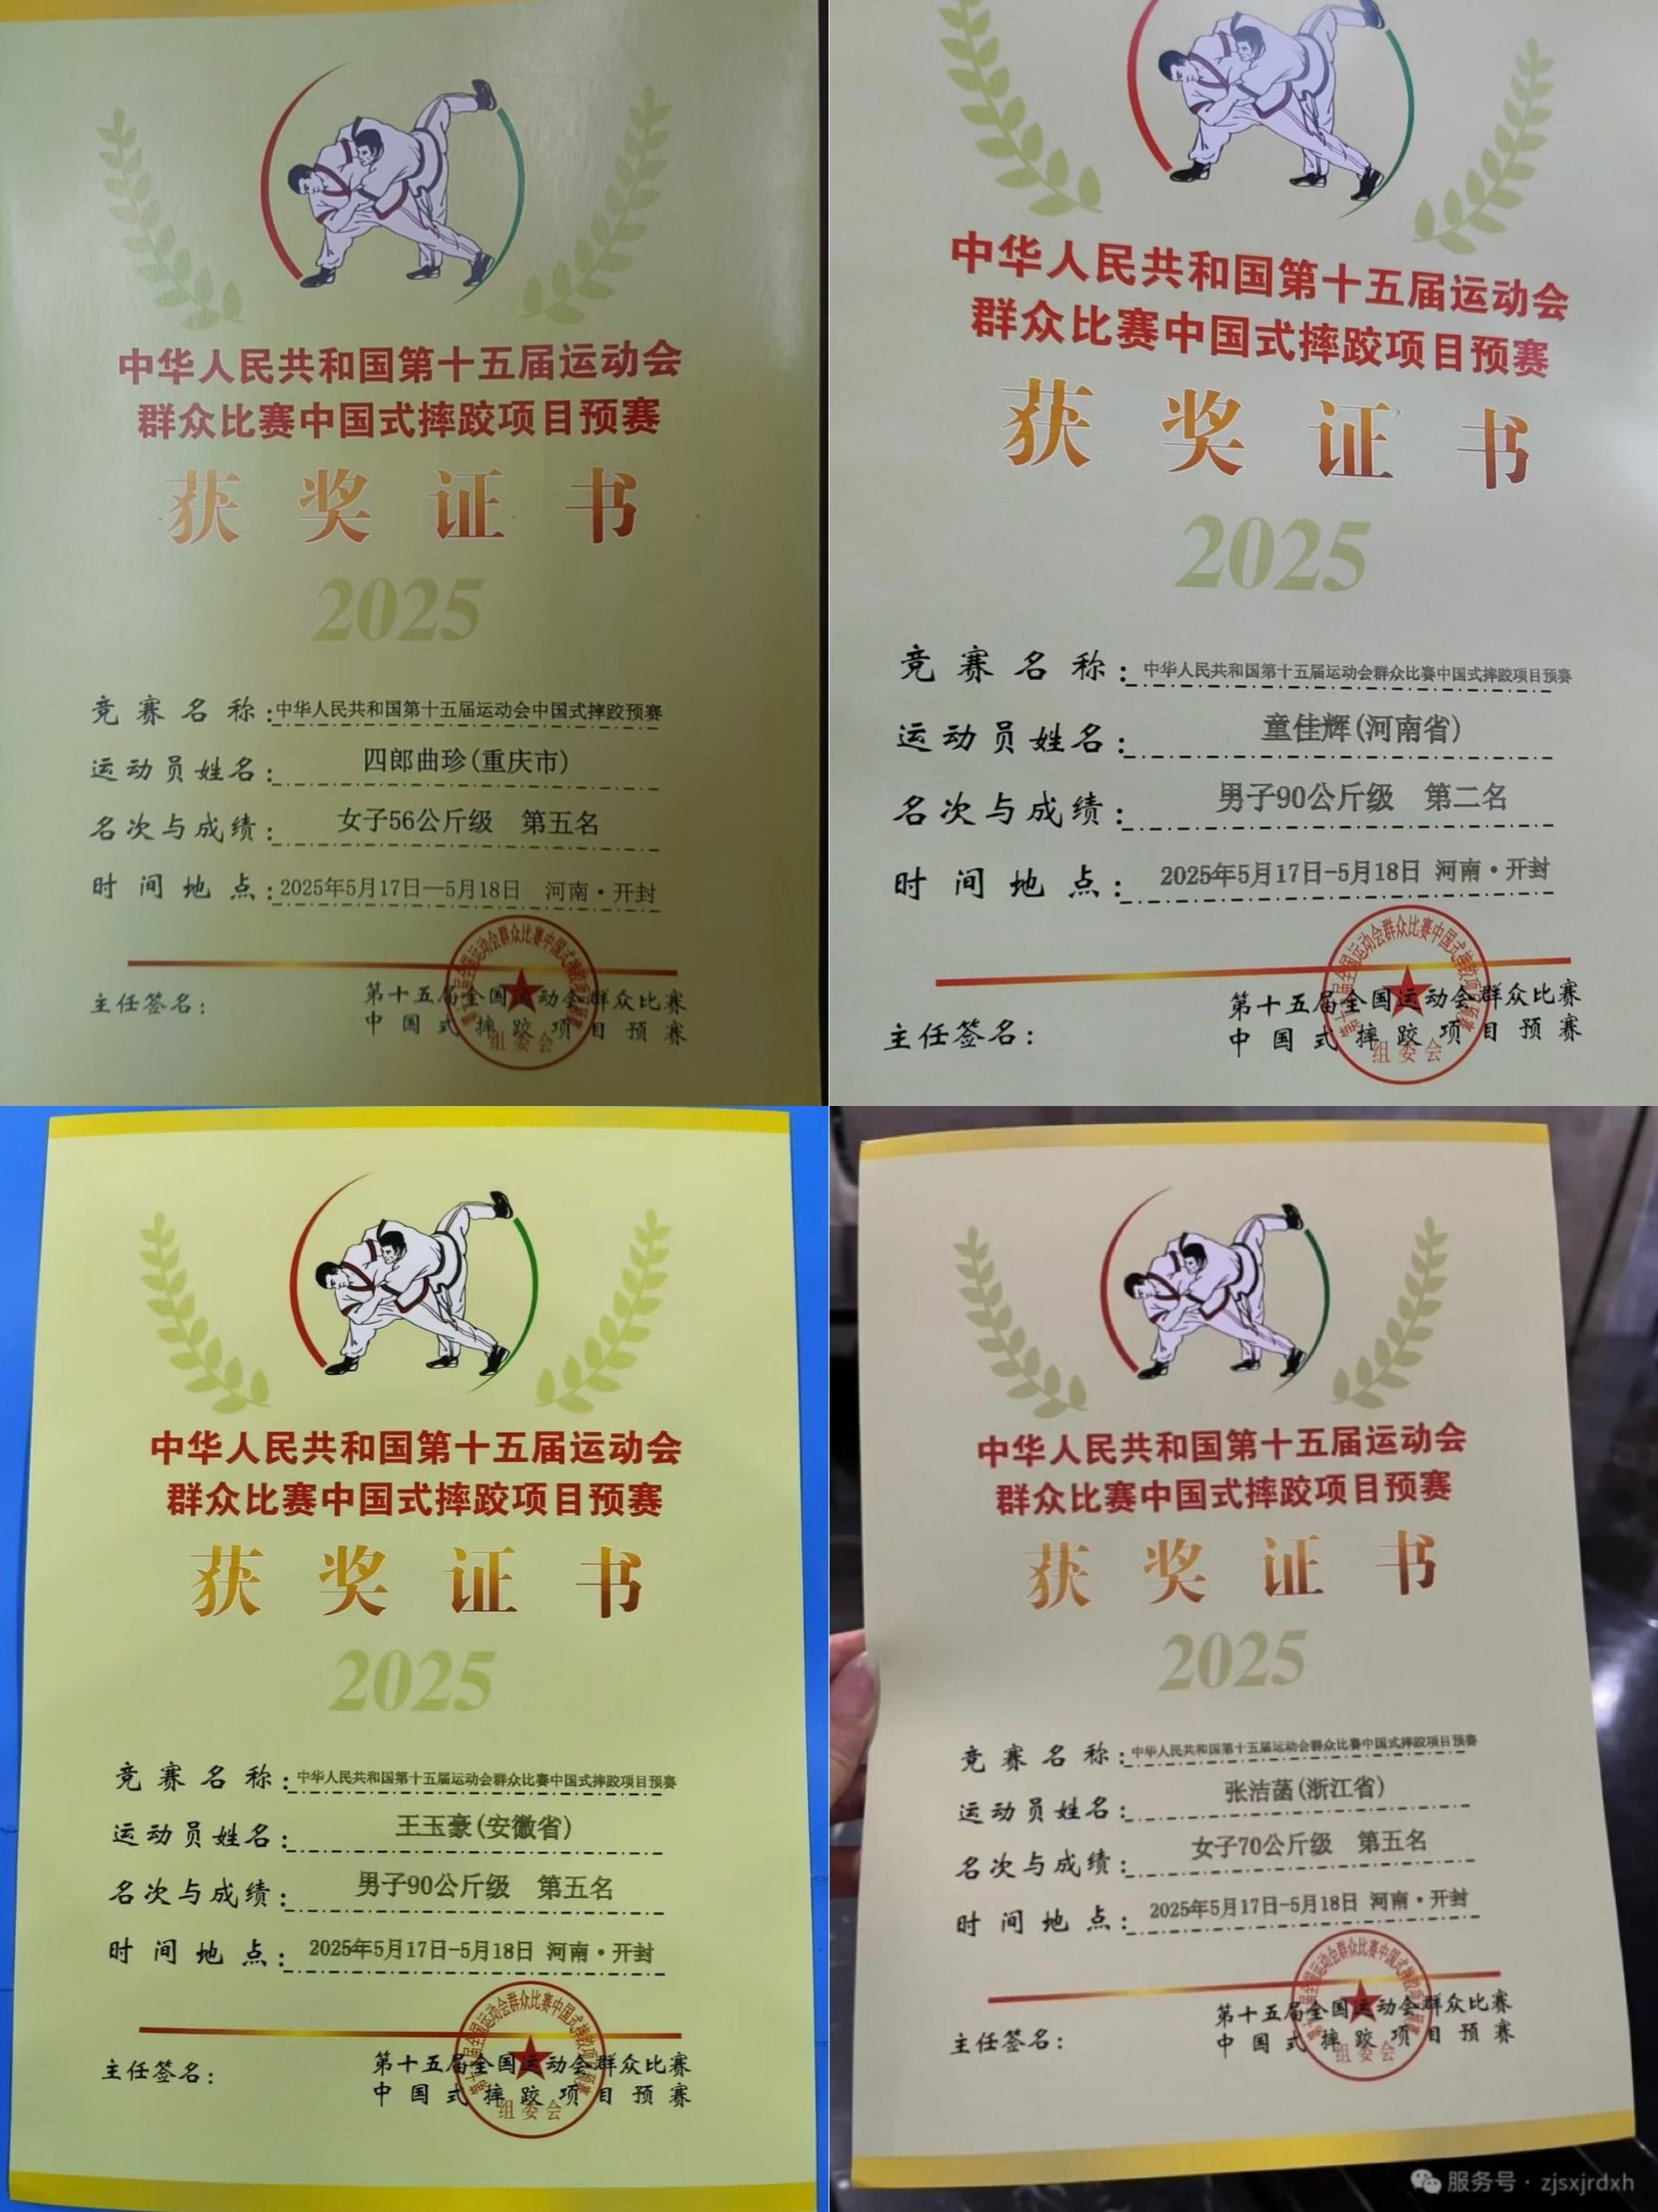 中华人民共和国第十五届运动会
群众比赛中国式摔跤项目预赛
获奖证书
2025
竞赛名称:中华人民共和国第十五届运动会中国式摔跤预赛
运动员姓名:四郎曲珍(重庆市)
名次与成绩:女子56公斤级 第五名
时间地点:2025年5月17日—5月18日 河南·开封
主任签名:
第十五届全国运动会群众比赛
中国式摔跤项目预赛
组委会
中华人民共和国第十五届运动会
群众比赛中国式摔跤项目预赛
获奖证书
2025
竞赛名称:中华人民共和国第十五届运动会群众比赛中国式摔跤项目预赛
运动员姓名:童佳辉(河南省)
名次与成绩:男子90公斤级 第二名
时间地点:2025年5月17日-5月18日 河南·开封
主任签名:
第十五届全国运动会群众比赛
中国式摔跤项目预赛
组委会
中华人民共和国第十五届运动会
群众比赛中国式摔跤项目预赛
获奖证书
2025
竞赛名称:中华人民共和国第十五届运动会群众比赛中国式摔跤项目预赛
运动员姓名:王玉豪(安徽省)
名次与成绩:男子90公斤级 第五名
时间地点:2025年5月17日-5月18日 河南·开封
主任签名:
第十五届全国运动会群众比赛
中国式摔跤项目预赛
组委会
中华人民共和国第十五届运动会
群众比赛中国式摔跤项目预赛
获奖证书
2025
竞赛名称:中华人民共和国第十五届运动会群众比赛中国式摔跤项目预赛
运动员姓名:张洁菡(浙江省)
名次与成绩:女子70公斤级 第五名
时间地点:2025年5月17日-5月18日 河南·开封
主任签名:
第十五届全国运动会群众比赛
中国式摔跤项目预赛
组委会
服务号·zjsxjrdxh